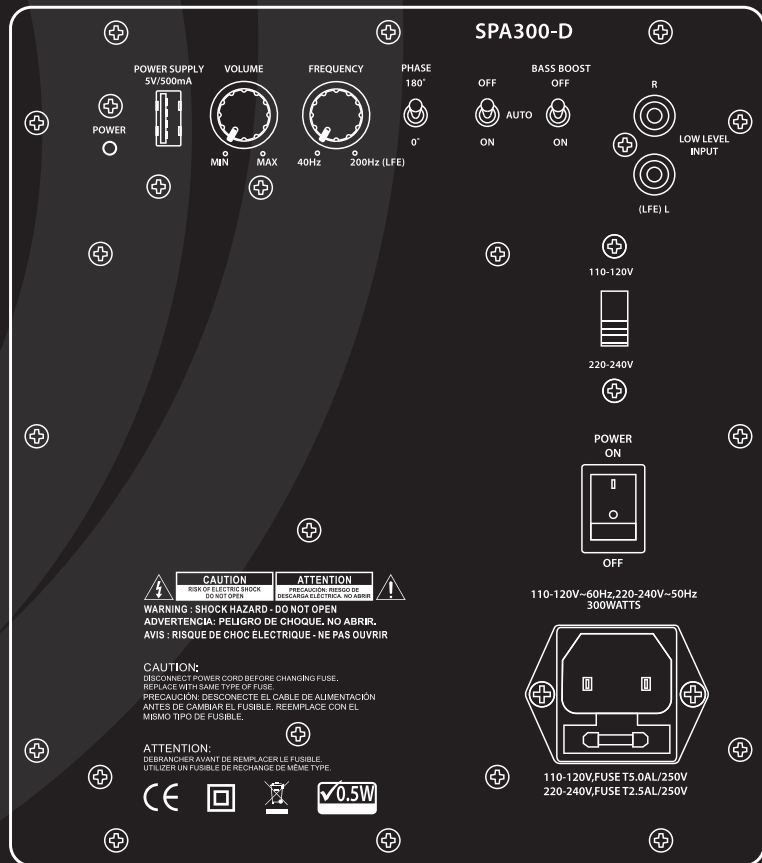 SPA300-D
POWER SUPPLY
5V/500mA
VOLUME
FREQUENCY
PHASE
180°
0°
OFF
AUTO
ON
BASS BOOST
OFF
ON
R
LOW LEVEL
INPUT
(LFE) L
POWER
MIN
MAX
40Hz
200Hz (LFE)
110-120V
220-240V
POWER
ON
OFF
110-120V~60Hz,220-240V~50Hz
300WATTS
CAUTION
RISK OF ELECTRIC SHOCK
DO NOT OPEN
ATTENTION
PRECAUCIÓN: RIESGO DE
DESCARGA ELÉCTRICA. NO ABRIR
WARNING : SHOCK HAZARD - DO NOT OPEN
ADVERTENCIA: PELIGRO DE CHOQUE. NO ABRIR.
AVIS : RISQUE DE CHOC ÉLECTRIQUE - NE PAS OUVRIR
CAUTION:
DISCONNECT POWER CORD BEFORE CHANGING FUSE.
REPLACE WITH SAME TYPE OF FUSE.
PRECAUCIÓN: DESCONECTE EL CABLE DE ALIMENTACIÓN
ANTES DE CAMBIAR EL FUSIBLE. REEMPLACE CON EL
MISMO TIPO DE FUSIBLE.
ATTENTION:
DEBRANCHER AVANT DE REMPLACER LE FUSIBLE.
UTILIZER UN FUSIBLE DE RECHANGE DE MÊME TYPE.
CE
✓0.5W
110-120V,FUSE T5.0AL/250V
220-240V,FUSE T2.5AL/250V